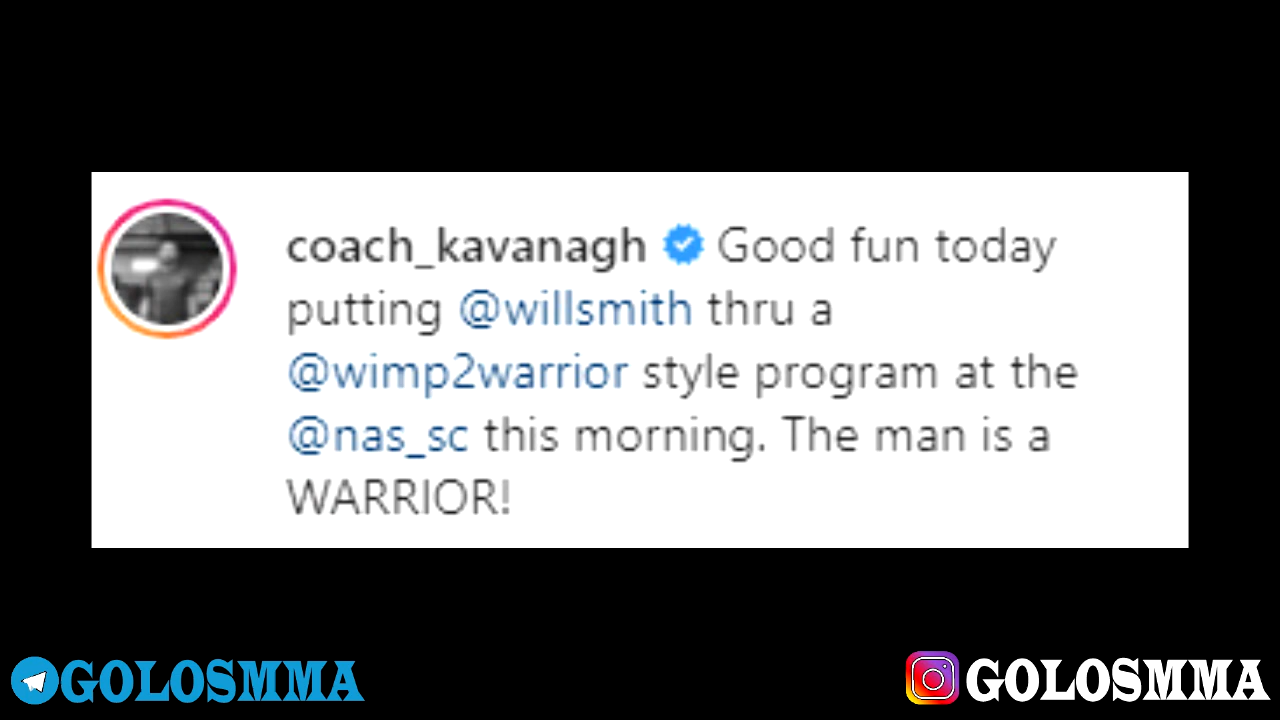 coach_kavanagh Good fun today
putting @willsmith thru a
@wimp2warrior style program at the
@nas_sc this morning. The man is a
WARRIOR!
GOLOSMMA
GOLOSMMA